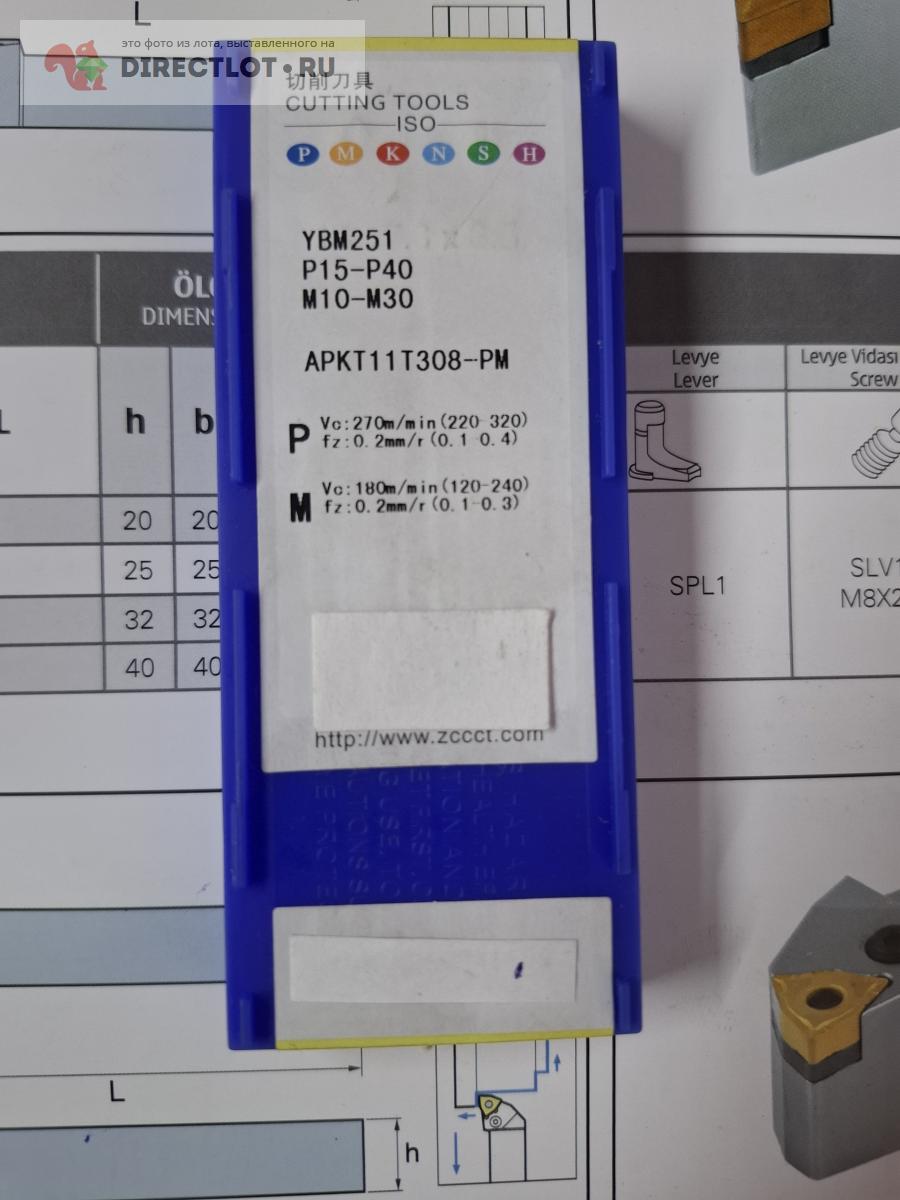 L
это фото из лота, выставленного на
DIRECTLOT.RU
切削刀具
CUTTING TOOLS
ISO
P M K N S H
YBM251
P15-P40
M10-M30
APKT11T308-PM
P
Vc:270m/min(220-320)
fz:0.2mm/r(0.1-0.4)
M
Vc:180m/min(120-240)
fz:0.2mm/r(0.1-0.3)
http://www.zccct.com
h b
20 20
25 25
32 32
40 40
Levye
Lever
Levye Vidası
Screw
SPL1
L
h